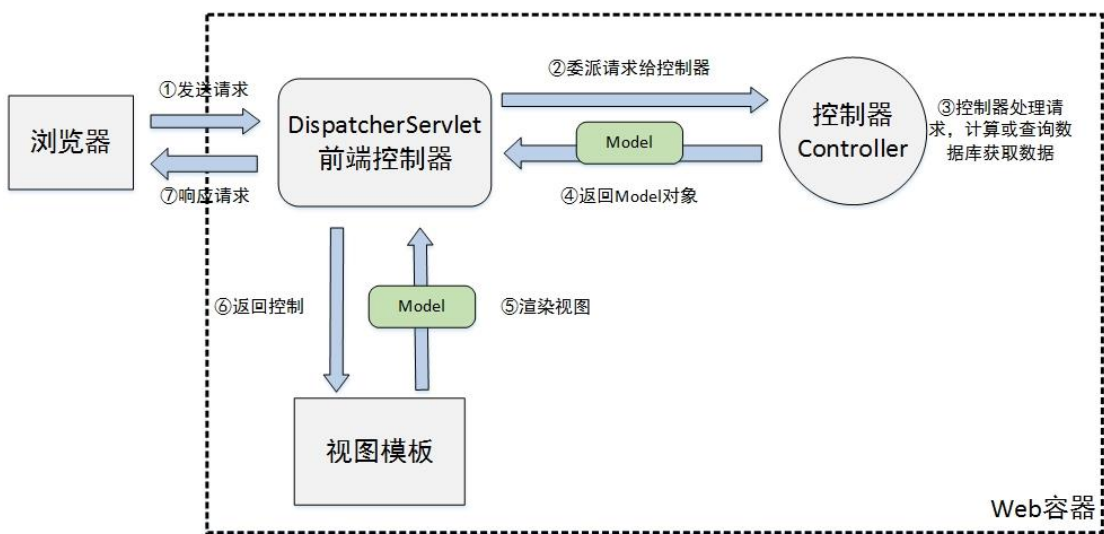 ②委派请求给控制器
①发送请求
浏览器
DispatcherServlet
前端控制器
Model
控制器
Controller
③控制器处理请
求，计算或查询数
据库获取数据
⑦响应请求
④返回Model对象
⑥返回控制
Model
⑤渲染视图
视图模板
Web容器